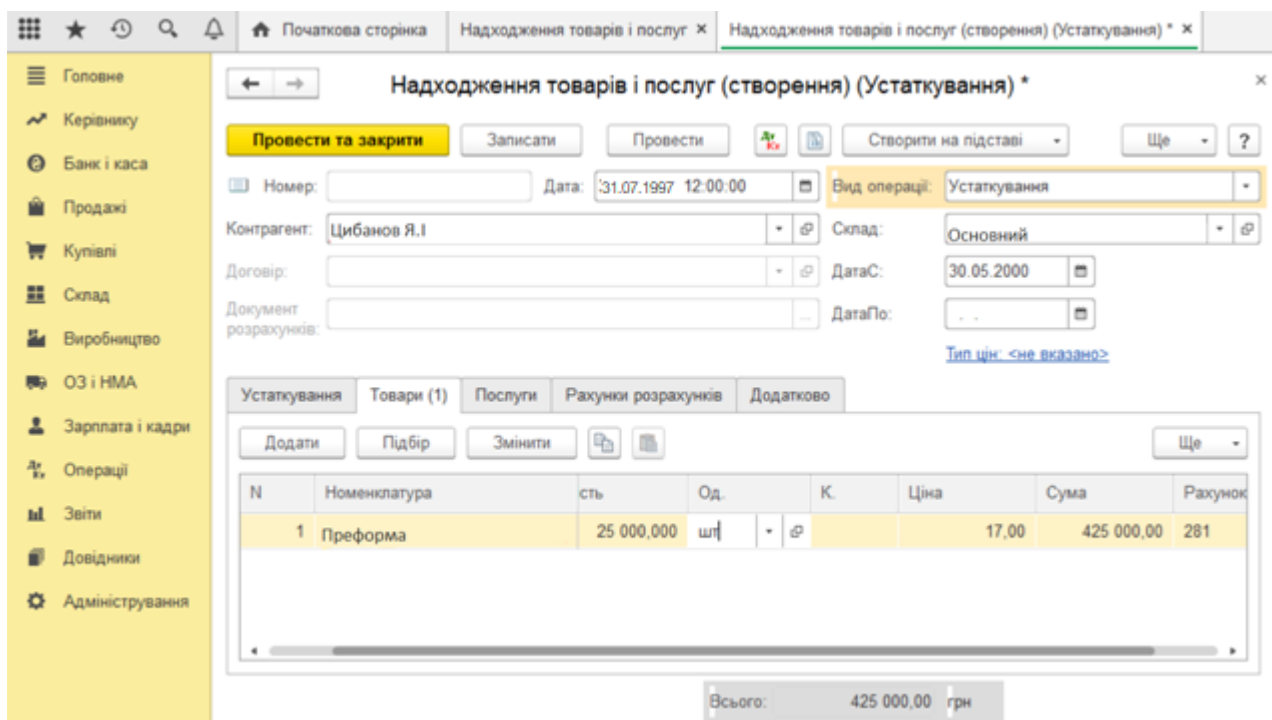 Початкова сторінка
Надходження товарів і послуг ×
Надходження товарів і послуг (створення) (Устаткування) * ×
Головне
Керівнику
Банк і каса
Продажі
Купівлі
Склад
Виробництво
ОЗ і НМА
Зарплата і кадри
Операції
Звіти
Довідники
Адміністрування
Надходження товарів і послуг (створення) (Устаткування) *
Провести та закрити Записати Провести Створити на підставі Ще ?
Номер: Дата: 31.07.1997 12:00:00 Вид операції: Устаткування
Контрагент: Цибанов Я.І Склад: Основний
Договір: ДатаС: 30.05.2000
Документ розрахунків: ДатаПо: . .
Тип цін: <не вказано>
Устаткування Товари (1) Послуги Рахунки розрахунків Додатково
Додати Підбір Змінити Ще
N Номенклатура сть Од. К. Ціна Сума Рахунок
1 Преформа 25 000,000 шт 17,00 425 000,00 281
Всього: 425 000,00 грн